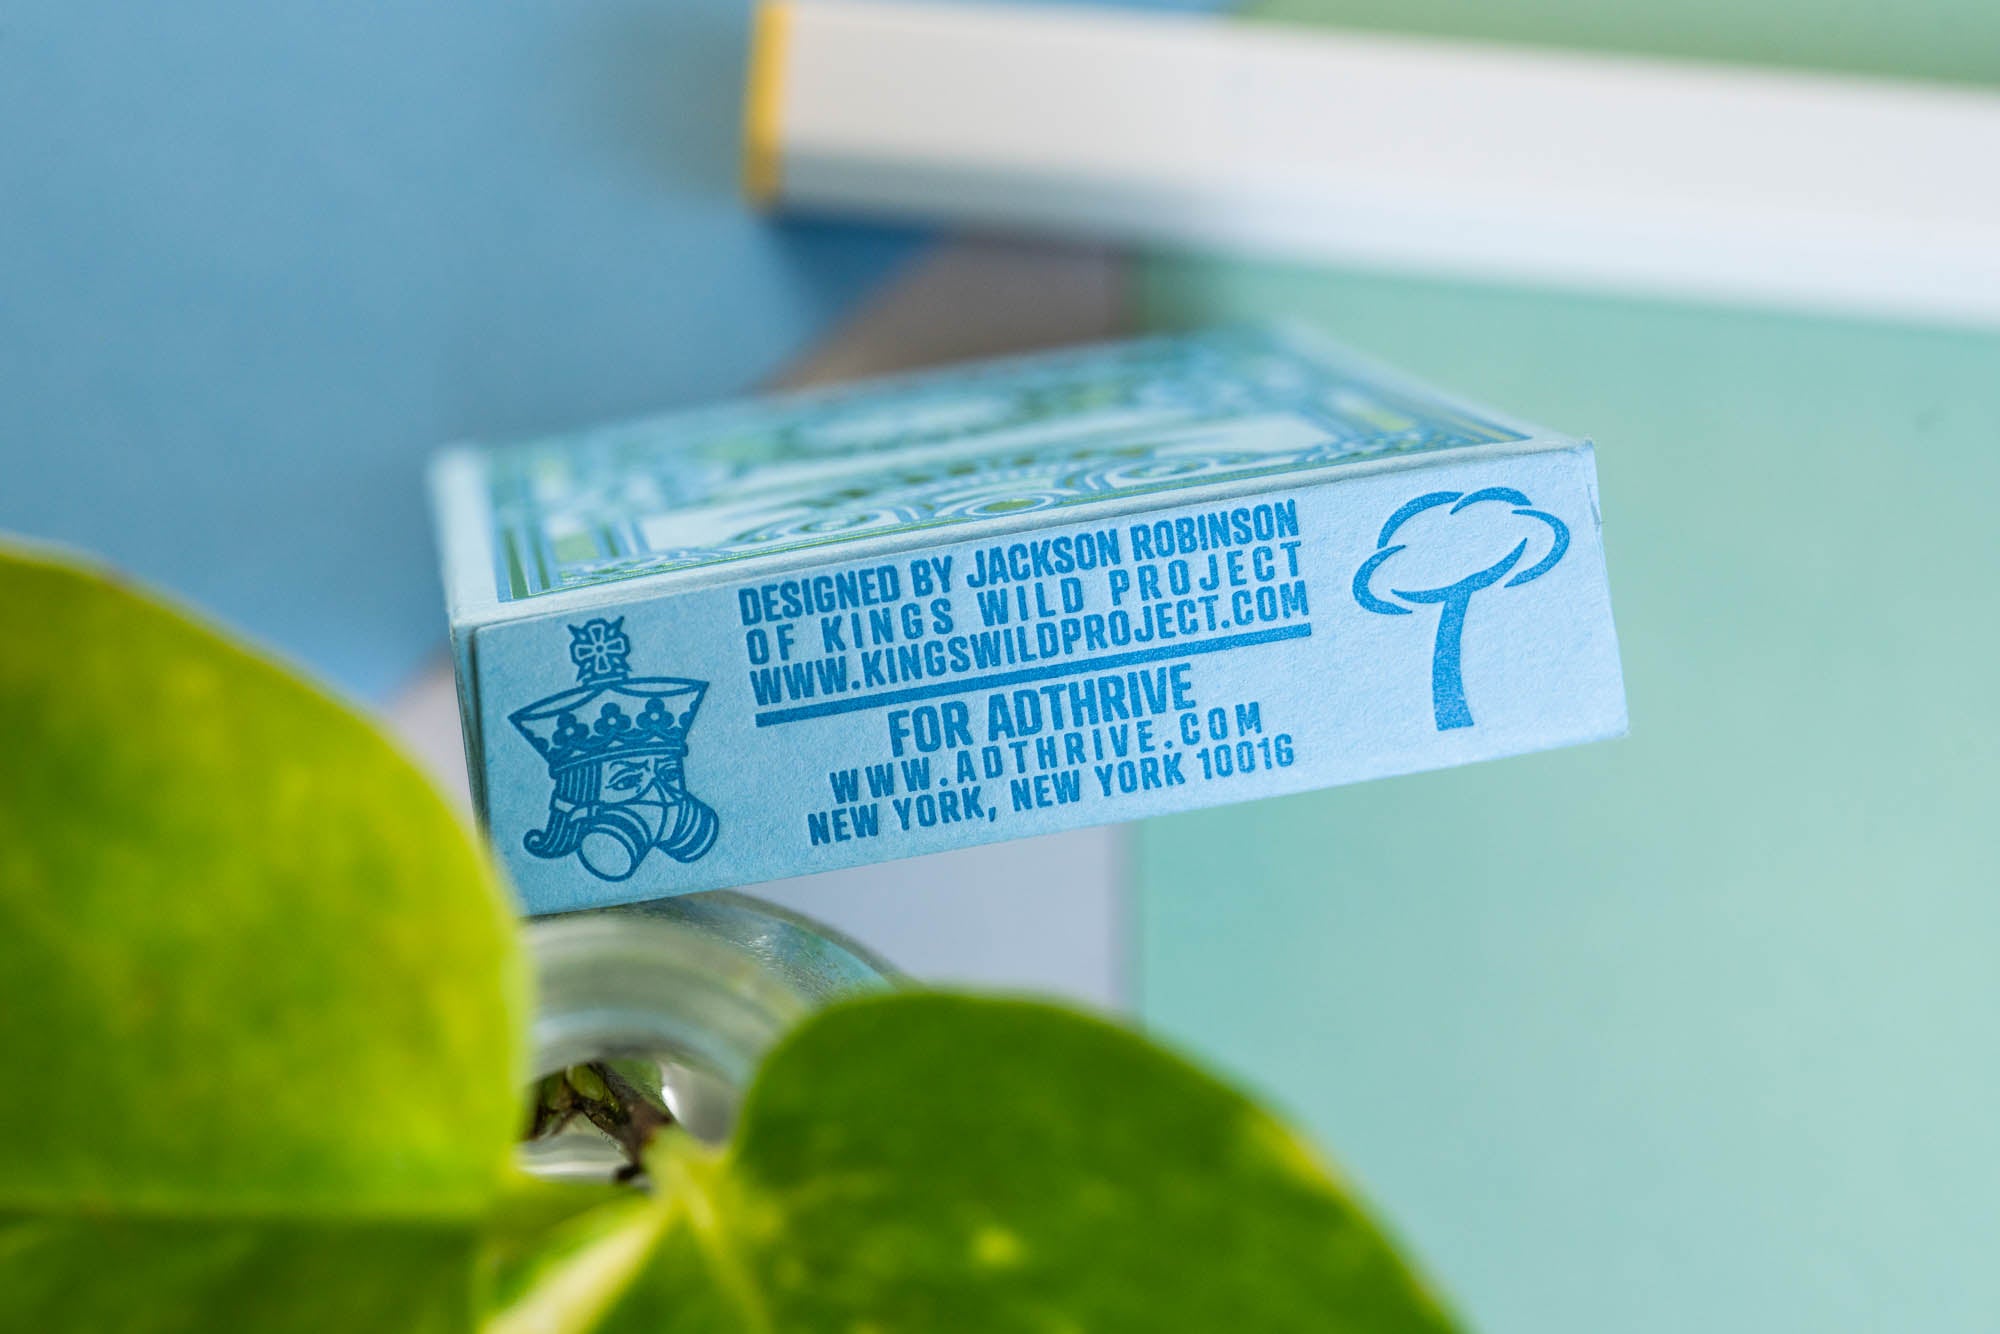 DESIGNED BY JACKSON ROBINSON
OF KINGS WILD PROJECT
WWW.KINGSWILDPROJECT.COM
FOR ADTHRIVE
WWW.ADTHRIVE.COM
NEW YORK, NEW YORK 10016